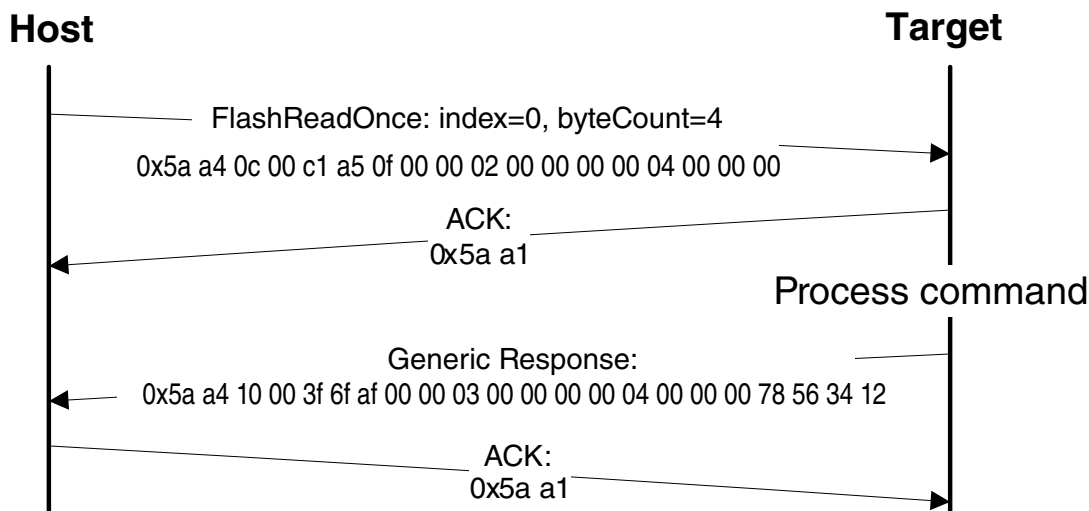 Host
Target
FlashReadOnce: index=0, byteCount=4
0x5a a4 0c 00 c1 a5 0f 00 00 02 00 00 00 00 04 00 00 00
ACK:
0x5a a1
Process command
Generic Response:
0x5a a4 10 00 3f 6f af 00 00 03 00 00 00 00 04 00 00 00 78 56 34 12
ACK:
0x5a a1